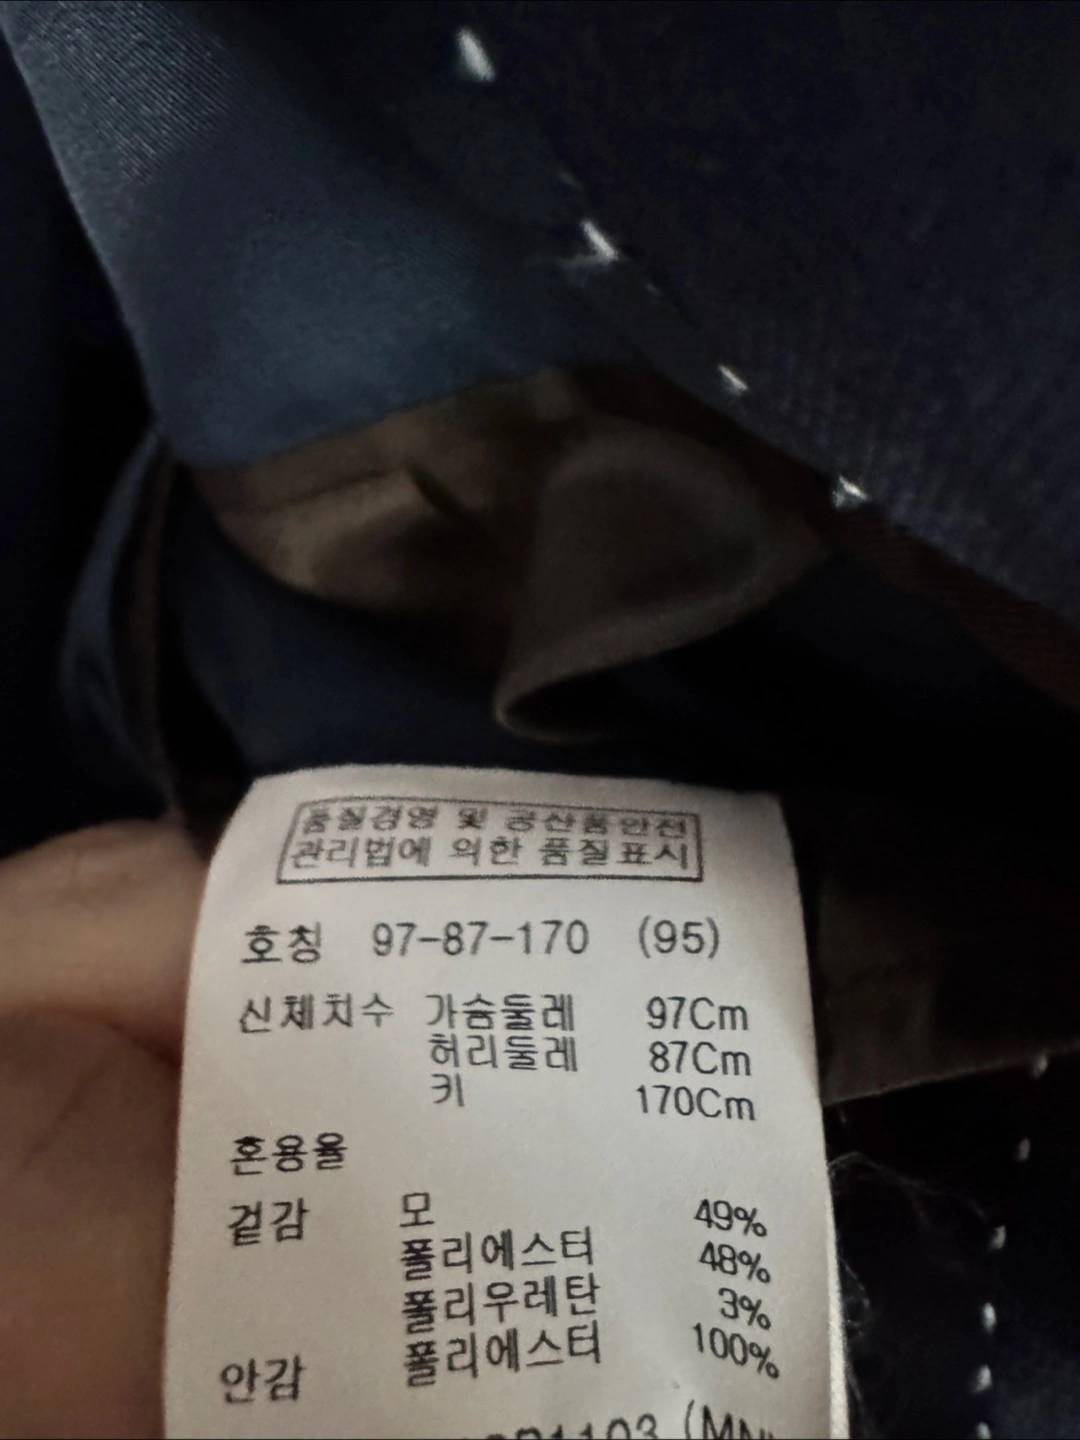 품질경영 및 공산품안전
관리법에 의한 품질표시
호칭 97-87-170 (95)
신체치수 가슴둘레 97Cm
허리둘레 87Cm
키 170Cm
혼용율
겉감 모 49%
폴리에스터 48%
폴리우레탄 3%
안감 폴리에스터 100%